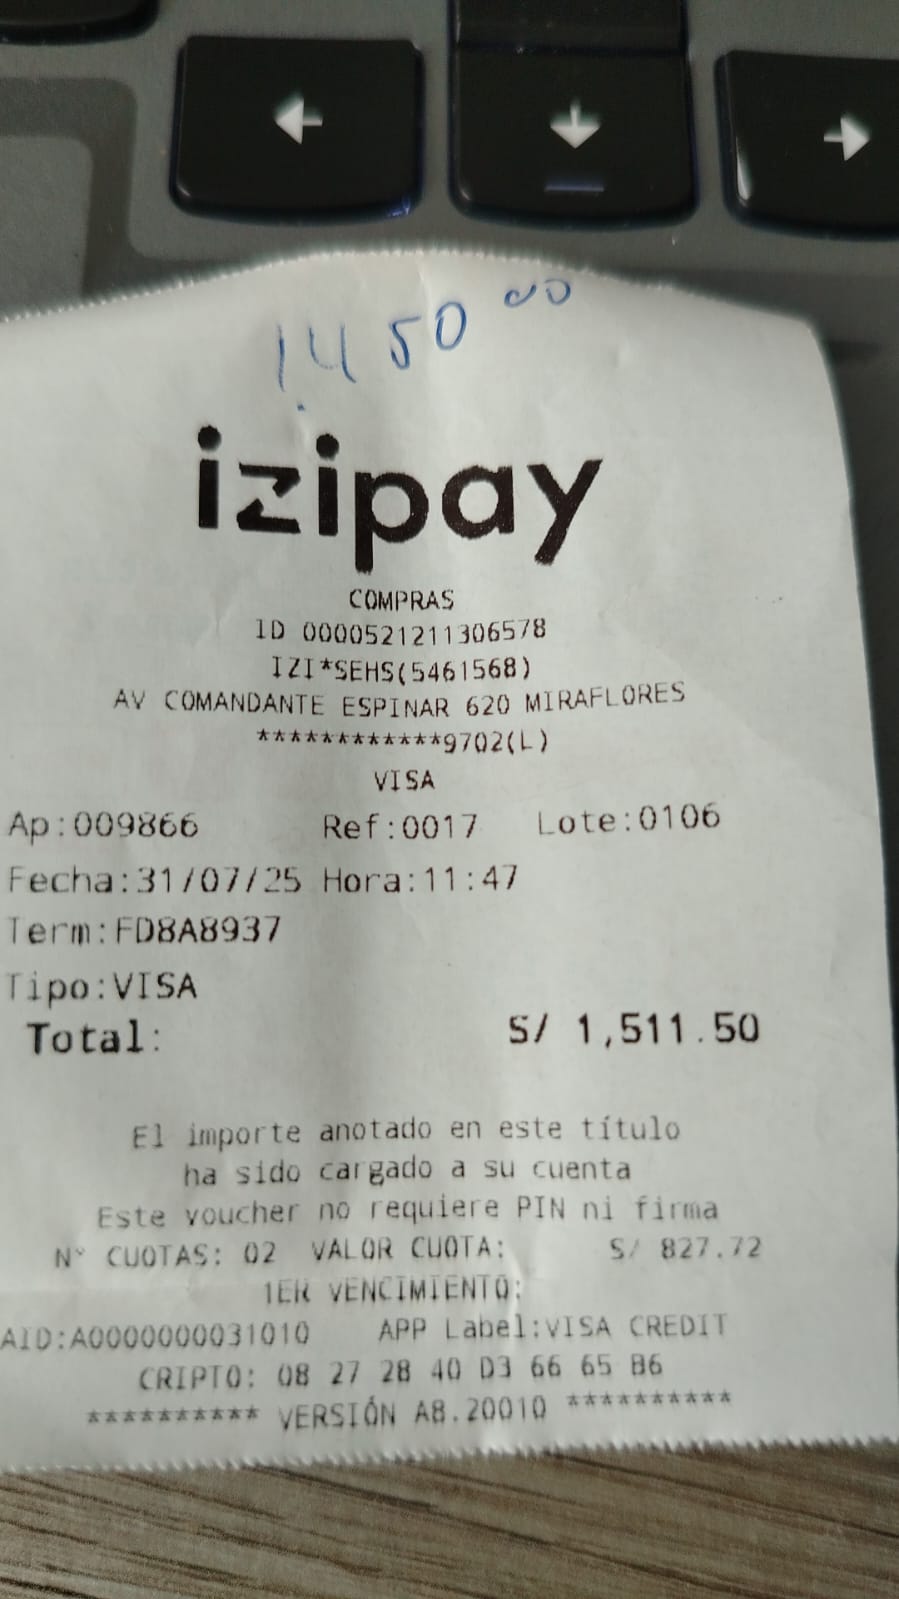 1.450 00
izipay
COMPRAS
ID 0000521211306578
IZI*SEHS(5461568)
AV COMANDANTE ESPINAR 620 MIRAFLORES
************9702(L)
VISA
Ap:009866 Ref:0017 Lote:0106
Fecha:31/07/25 Hora:11:47
Term:FD8A8937
Tipo:VISA
Total: S/ 1,511.50
El importe anotado en este título
ha sido cargado a su cuenta
Este voucher no requiere PIN ni firma
N° CUOTAS: 02 VALOR CUOTA: S/ 827.72
1ER VENCIMIENTO:
AID:A0000000031010 APP Label:VISA CREDIT
CRIPTO: 08 27 28 40 D3 66 65 B6
********** VERSIÓN A8.20010 **********